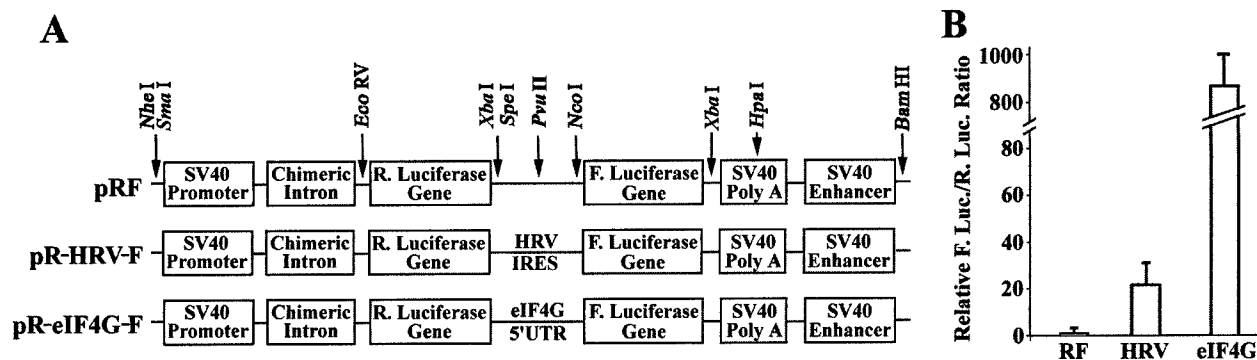 A
Nhe I
Sma I
Eco RV
Xba I
Spe I
Pvu II
Nco I
Xba I
Hpa I
Bam HI
pRF
SV40
Promoter
Chimeric
Intron
R. Luciferase
Gene
F. Luciferase
Gene
SV40
Poly A
SV40
Enhancer
pR-HRV-F
SV40
Promoter
Chimeric
Intron
R. Luciferase
Gene
HRV
IRES
F. Luciferase
Gene
SV40
Poly A
SV40
Enhancer
pR-eIF4G-F
SV40
Promoter
Chimeric
Intron
R. Luciferase
Gene
eIF4G
5'UTR
F. Luciferase
Gene
SV40
Poly A
SV40
Enhancer
B
Relative F. Luc./R. Luc. Ratio
1000
800
80
60
40
20
0
RF HRV eIF4G